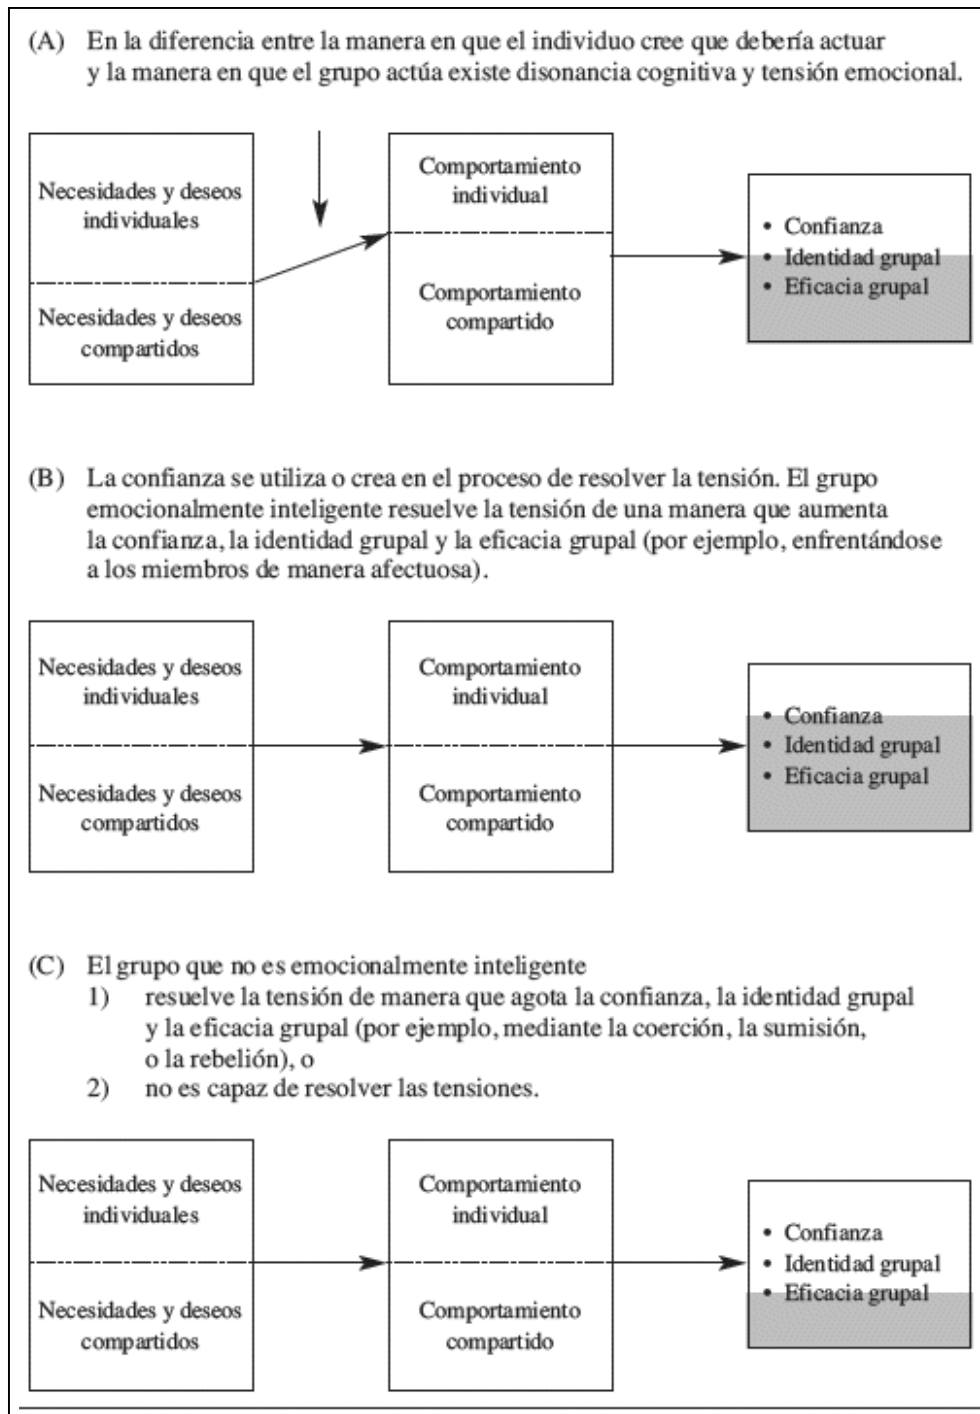 (A) En la diferencia entre la manera en que el individuo cree que debería actuar
y la manera en que el grupo actúa existe disonancia cognitiva y tensión emocional.
Necesidades y deseos
individuales
Necesidades y deseos
compartidos
Comportamiento
individual
Comportamiento
compartido
• Confianza
• Identidad grupal
• Eficacia grupal
(B) La confianza se utiliza o crea en el proceso de resolver la tensión. El grupo
emocionalmente inteligente resuelve la tensión de una manera que aumenta
la confianza, la identidad grupal y la eficacia grupal (por ejemplo, enfrentándose
a los miembros de manera afectuosa).
Necesidades y deseos
individuales
Necesidades y deseos
compartidos
Comportamiento
individual
Comportamiento
compartido
• Confianza
• Identidad grupal
• Eficacia grupal
(C) El grupo que no es emocionalmente inteligente
1) resuelve la tensión de manera que agota la confianza, la identidad grupal
y la eficacia grupal (por ejemplo, mediante la coerción, la sumisión,
o la rebelión), o
2) no es capaz de resolver las tensiones.
Necesidades y deseos
individuales
Necesidades y deseos
compartidos
Comportamiento
individual
Comportamiento
compartido
• Confianza
• Identidad grupal
• Eficacia grupal